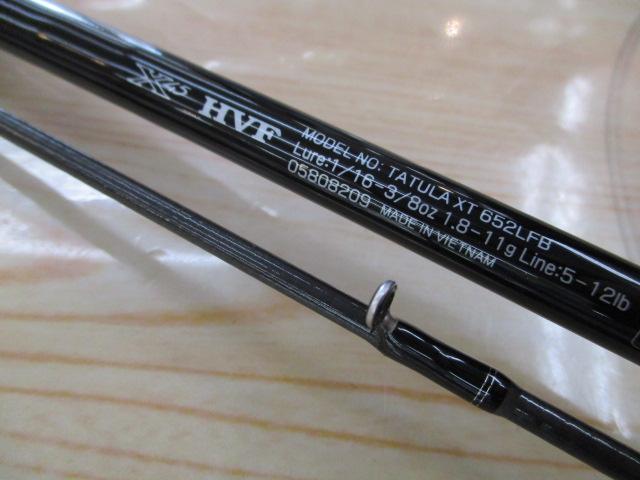 X45 HVF
MODEL NO: TATULA XT 652LFB
Lure:1/16-3/8oz 1.8-11g Line:5-12lb
05808209 MADE IN VIETNAM